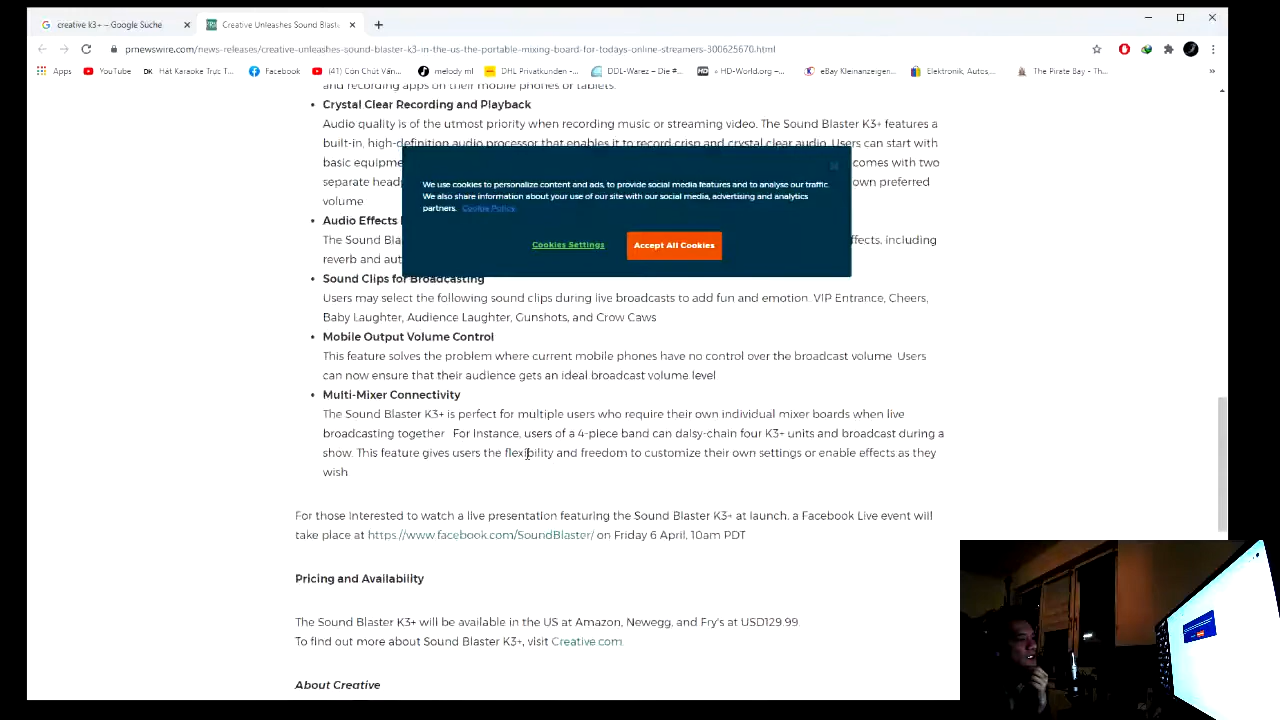 creative k3+ – Google Suche
Creative Unleashes Sound Blaste
prnewswire.com/news-releases/creative-unleashes-sound-blaster-k3-in-the-us-the-portable-mixing-board-for-todays-online-streamers-300625670.html
Apps YouTube Hát Karaoke Trực T... Facebook (41) Còn Chút Vấn... melody ml DHL Privatkunden -... DDL-Warez – Die #... » HD-World.org –... eBay Kleinanzeigen... Elektronik, Autos,... The Pirate Bay - Th... »
and recording apps on their mobile phones or tablets.
• Crystal Clear Recording and Playback
Audio quality is of the utmost priority when recording music or streaming video. The Sound Blaster K3+ features a
built-in, high-definition audio processor that enables it to record crisp and crystal clear audio. Users can start with
basic equipme
comes with two
separate headp
own preferred
volume
We use cookies to personalize content and ads, to provide social media features and to analyse our traffic.
We also share information about your use of our site with our social media, advertising and analytics
partners. Cookie Policy
Cookies Settings
Accept All Cookies
• Audio Effects
The Sound Bla
ffects, including
reverb and aut
• Sound Clips for Broadcasting
Users may select the following sound clips during live broadcasts to add fun and emotion. VIP Entrance, Cheers,
Baby Laughter, Audience Laughter, Gunshots, and Crow Caws
• Mobile Output Volume Control
This feature solves the problem where current mobile phones have no control over the broadcast volume. Users
can now ensure that their audience gets an ideal broadcast volume level
• Multi-Mixer Connectivity
The Sound Blaster K3+ is perfect for multiple users who require their own individual mixer boards when live
broadcasting together. For Instance, users of a 4-piece band can daisy-chain four K3+ units and broadcast during a
show. This feature gives users the flexibility and freedom to customize their own settings or enable effects as they
wish
For those interested to watch a live presentation featuring the Sound Blaster K3+ at launch, a Facebook Live event will
take place at https://www.facebook.com/SoundBlaster/ on Friday 6 April, 10am PDT
Pricing and Availability
The Sound Blaster K3+ will be available in the US at Amazon, Newegg, and Fry's at USD129.99.
To find out more about Sound Blaster K3+, visit Creative.com.
About Creative